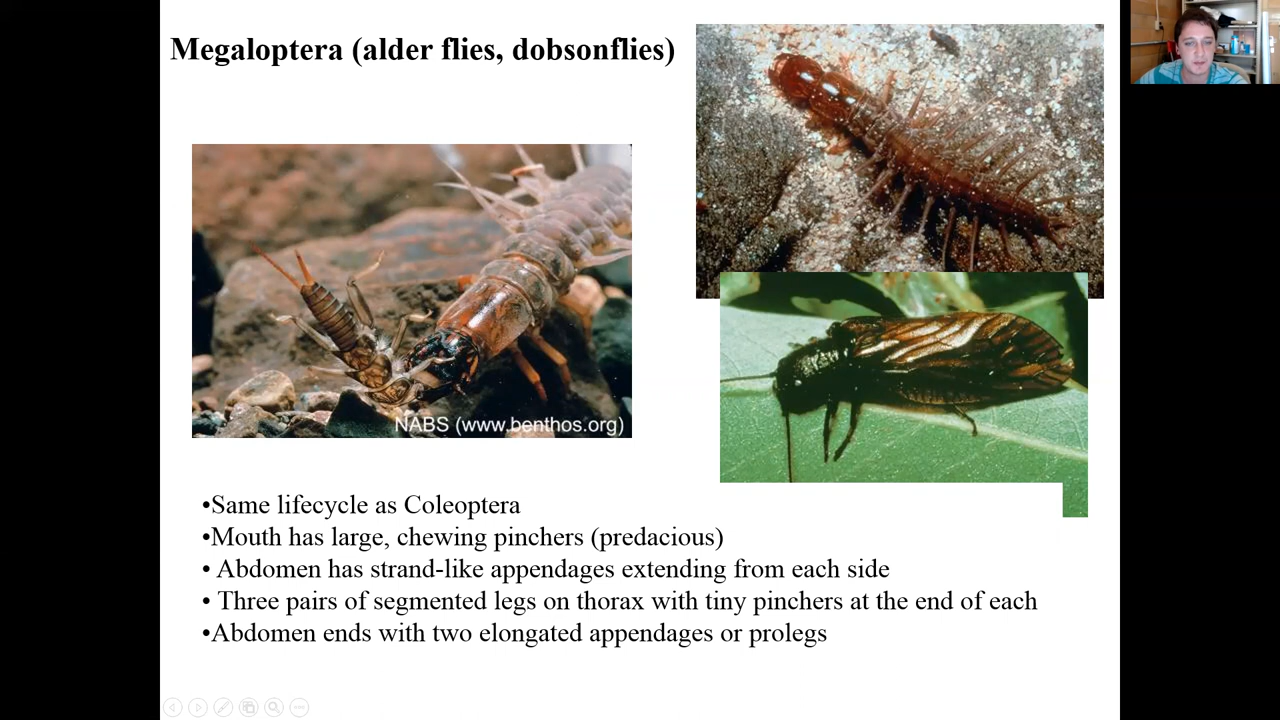 Megaloptera (alder flies, dobsonflies)
NABS (www.benthos.org)
•Same lifecycle as Coleoptera
•Mouth has large, chewing pinchers (predacious)
• Abdomen has strand-like appendages extending from each side
• Three pairs of segmented legs on thorax with tiny pinchers at the end of each
•Abdomen ends with two elongated appendages or prolegs